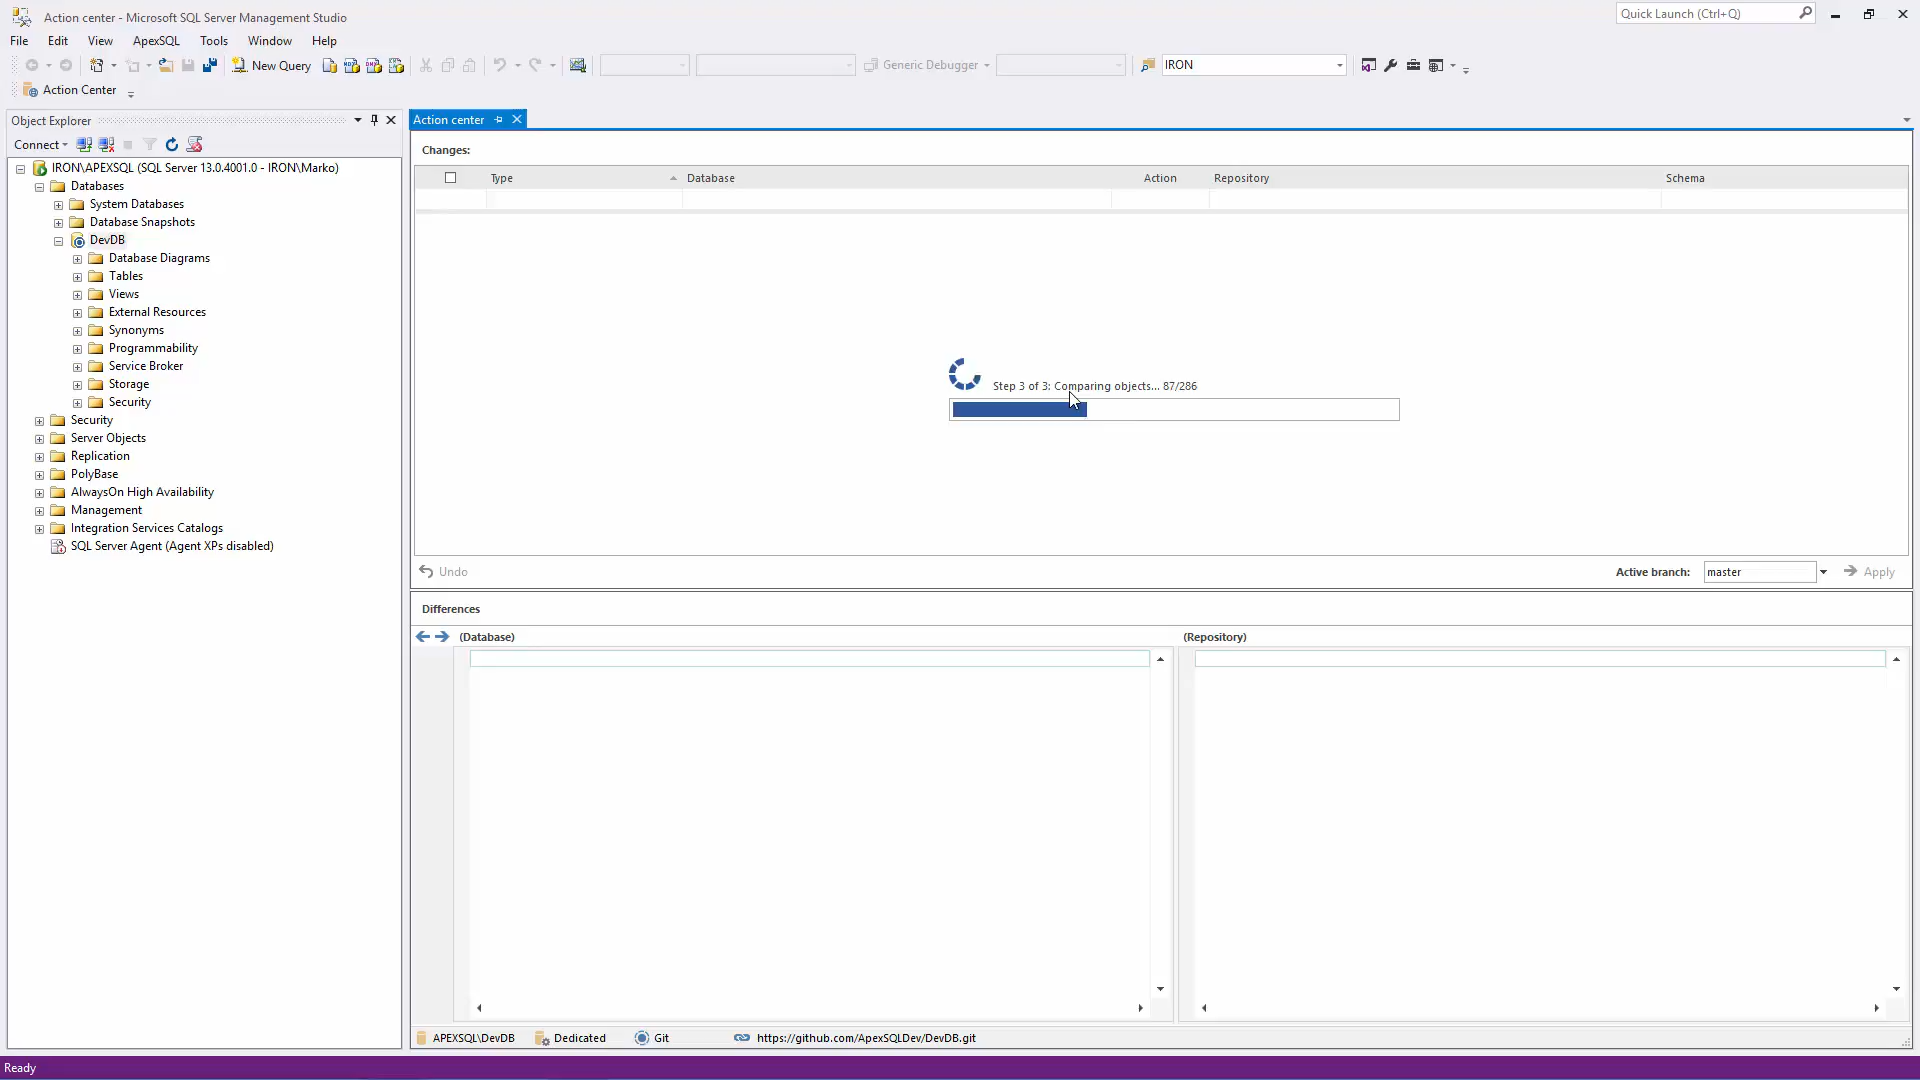 Action center - Microsoft SQL Server Management Studio
Quick Launch (Ctrl+Q)
File Edit View ApexSQL Tools Window Help
New Query Generic Debugger IRON
Action Center
Object Explorer
Connect
IRON\APEXSQL (SQL Server 13.0.4001.0 - IRON\Marko)
Databases
System Databases
Database Snapshots
DevDB
Database Diagrams
Tables
Views
External Resources
Synonyms
Programmability
Service Broker
Storage
Security
Security
Server Objects
Replication
PolyBase
AlwaysOn High Availability
Management
Integration Services Catalogs
SQL Server Agent (Agent XPs disabled)
Action center
Changes:
Type Database Action Repository Schema
Step 3 of 3: Comparing objects... 87/286
Undo Active branch: master Apply
Differences
(Database) (Repository)
APEXSQL\DevDB Dedicated Git https://github.com/ApexSQLDev/DevDB.git
Ready